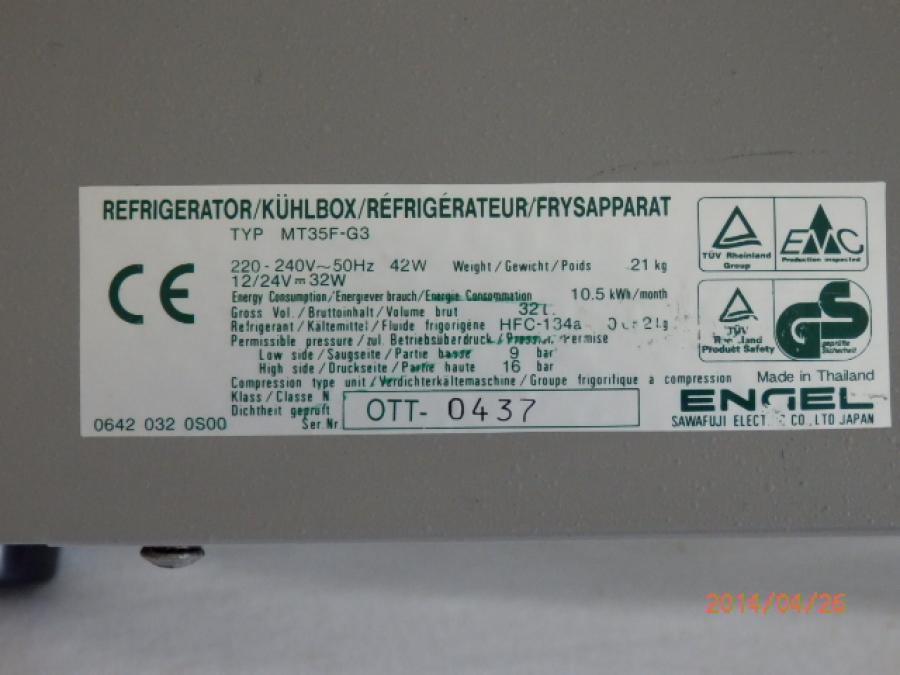 REFRIGERATOR/KÜHLBOX/RÉFRIGÉRATEUR/FRYSAPPARAT
TYP MT35F-G3
220-240V~50Hz 42W Weight/Gewicht/Poids 21 kg
12/24V⎓32W
Energy Consumption/Energieverbrauch/Energie Consommation 10.5 kWh/month
Gross Vol./Bruttoinhalt/Volume brut 32l
Refrigerant/Kältemittel/Fluide frigorigène HFC-134a
Permissible pressure/zul. Betriebsüberdruck/
Low side/Saugseite/Partie basse 9 bar
High side/Druckseite/Partie haute 16 bar
Compression type unit/Verdichterkältemaschine/Groupe frigorifique a compression
Klass/Classe N
Dichtheit geprüft
Ser Nr. OTT-0437
CE
0642 032 0S00
TÜV Rheinland
Group
EMC
Production inspected
TÜV
Product Safety
GS
geprüfte
Sicherheit
Made in Thailand
ENGEL
SAWAFUJI CO., LTD JAPAN
2014/04/26